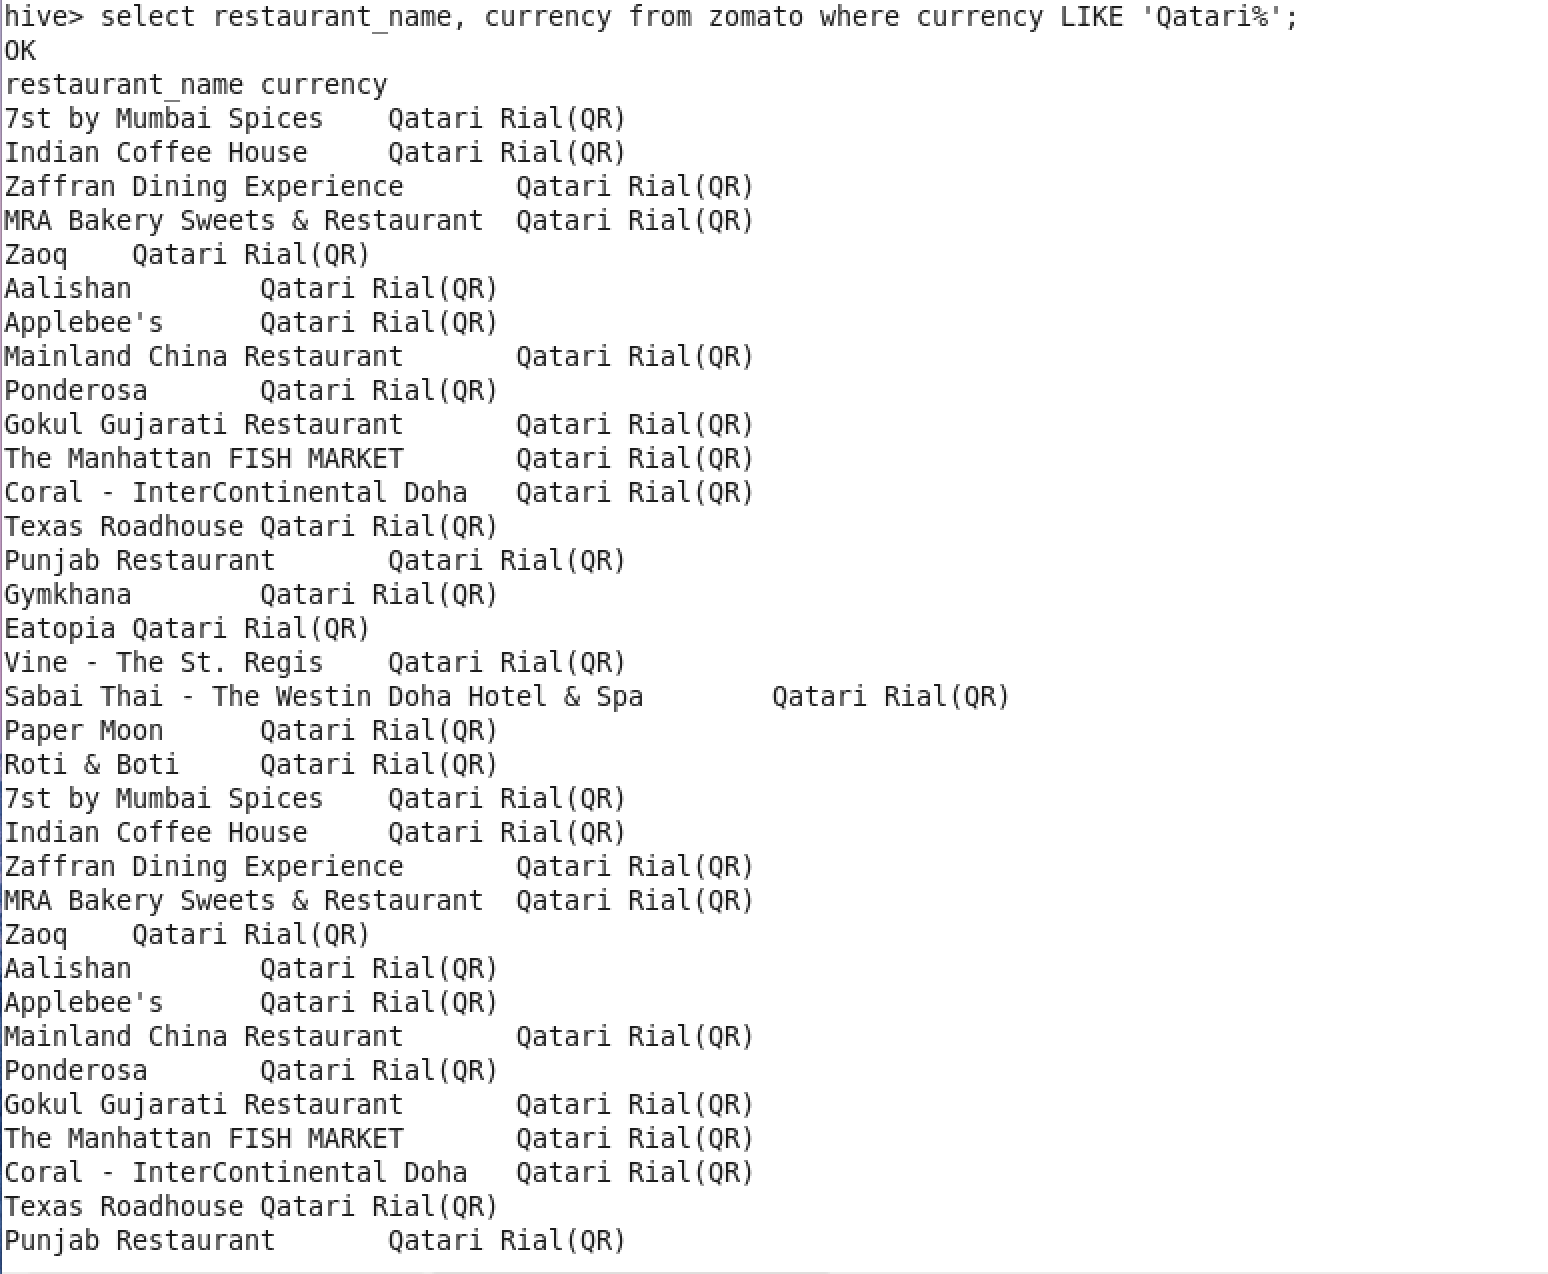 hive> select restaurant_name, currency from zomato where currency LIKE 'Qatari%';
OK
restaurant_name currency
7st by Mumbai Spices    Qatari Rial(QR)
Indian Coffee House     Qatari Rial(QR)
Zaffran Dining Experience       Qatari Rial(QR)
MRA Bakery Sweets & Restaurant  Qatari Rial(QR)
Zaoq    Qatari Rial(QR)
Aalishan        Qatari Rial(QR)
Applebee's      Qatari Rial(QR)
Mainland China Restaurant       Qatari Rial(QR)
Ponderosa       Qatari Rial(QR)
Gokul Gujarati Restaurant       Qatari Rial(QR)
The Manhattan FISH MARKET       Qatari Rial(QR)
Coral - InterContinental Doha   Qatari Rial(QR)
Texas Roadhouse Qatari Rial(QR)
Punjab Restaurant       Qatari Rial(QR)
Gymkhana        Qatari Rial(QR)
Eatopia Qatari Rial(QR)
Vine - The St. Regis    Qatari Rial(QR)
Sabai Thai - The Westin Doha Hotel & Spa        Qatari Rial(QR)
Paper Moon      Qatari Rial(QR)
Roti & Boti     Qatari Rial(QR)
7st by Mumbai Spices    Qatari Rial(QR)
Indian Coffee House     Qatari Rial(QR)
Zaffran Dining Experience       Qatari Rial(QR)
MRA Bakery Sweets & Restaurant  Qatari Rial(QR)
Zaoq    Qatari Rial(QR)
Aalishan        Qatari Rial(QR)
Applebee's      Qatari Rial(QR)
Mainland China Restaurant       Qatari Rial(QR)
Ponderosa       Qatari Rial(QR)
Gokul Gujarati Restaurant       Qatari Rial(QR)
The Manhattan FISH MARKET       Qatari Rial(QR)
Coral - InterContinental Doha   Qatari Rial(QR)
Texas Roadhouse Qatari Rial(QR)
Punjab Restaurant       Qatari Rial(QR)